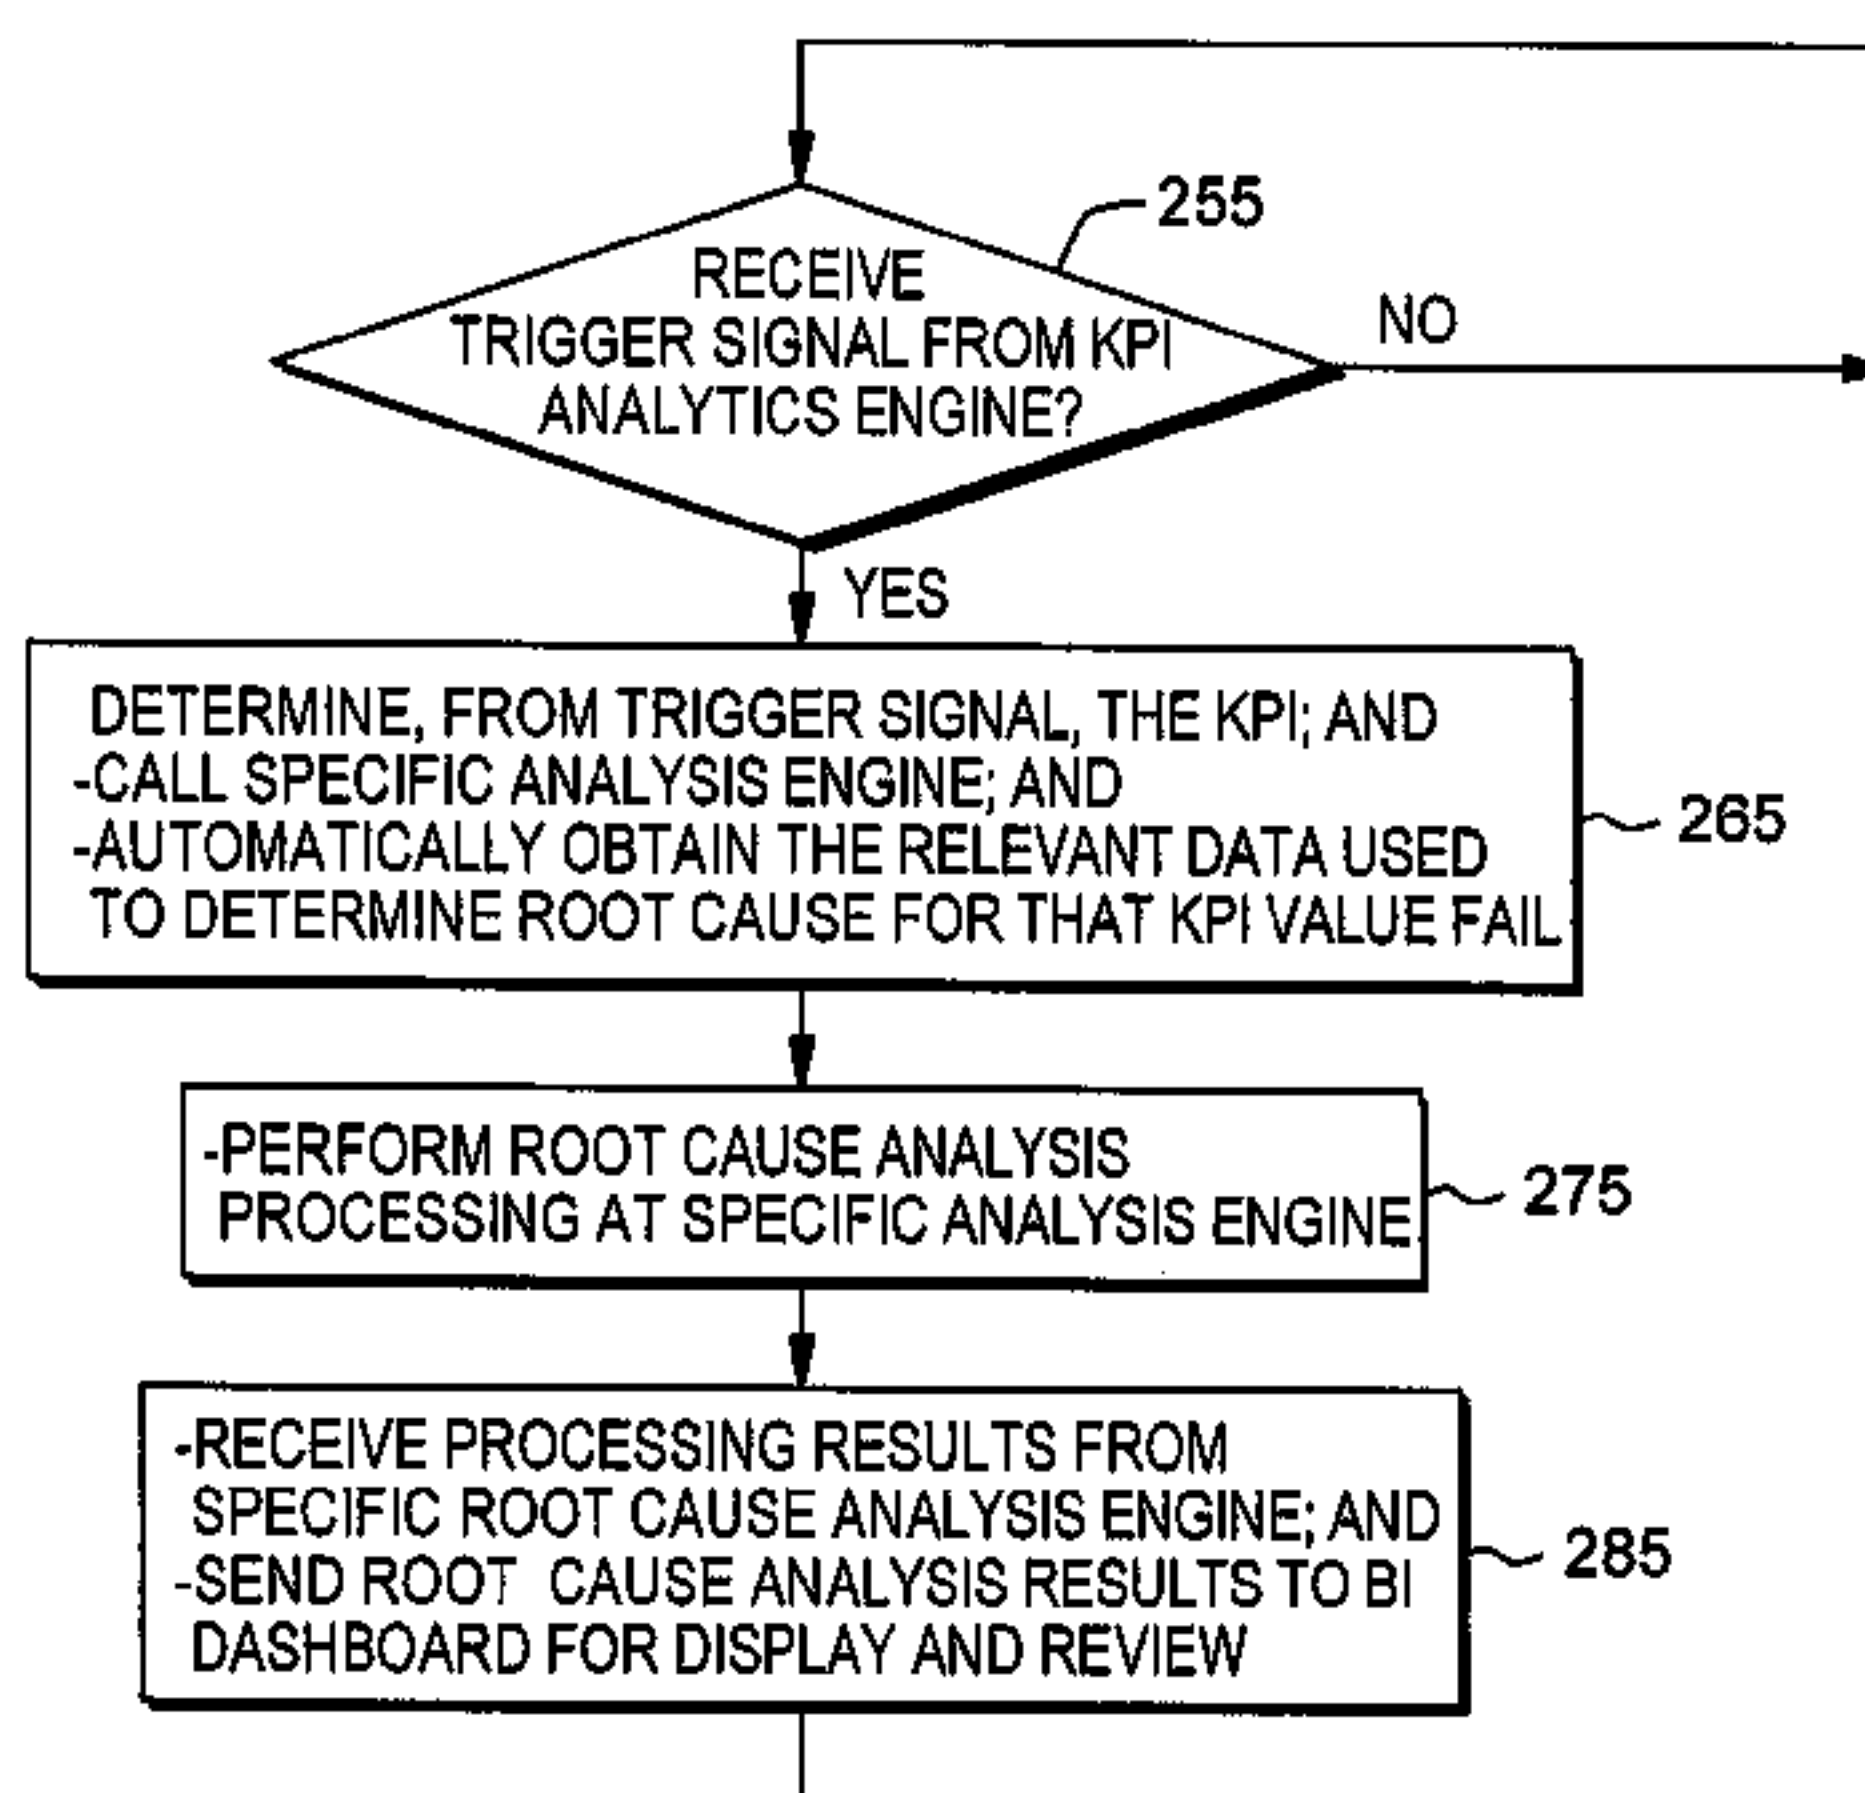 255
RECEIVE
TRIGGER SIGNAL FROM KPI
ANALYTICS ENGINE?
NO
YES
DETERMINE, FROM TRIGGER SIGNAL, THE KPI; AND
-CALL SPECIFIC ANALYSIS ENGINE; AND
-AUTOMATICALLY OBTAIN THE RELEVANT DATA USED
TO DETERMINE ROOT CAUSE FOR THAT KPI VALUE FAIL
265
-PERFORM ROOT CAUSE ANALYSIS
PROCESSING AT SPECIFIC ANALYSIS ENGINE
275
-RECEIVE PROCESSING RESULTS FROM
SPECIFIC ROOT CAUSE ANALYSIS ENGINE; AND
-SEND ROOT CAUSE ANALYSIS RESULTS TO BI
DASHBOARD FOR DISPLAY AND REVIEW
285